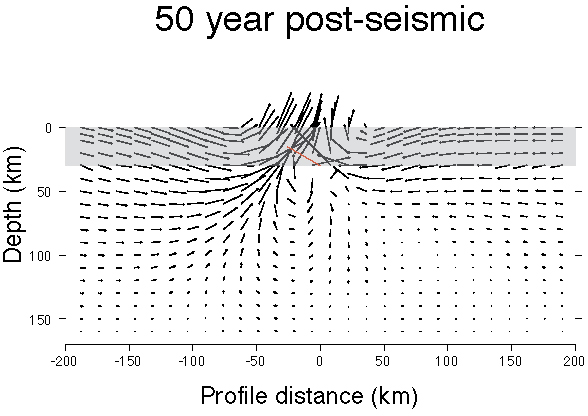 50 year post-seismic
0
50
100
150
Depth (km)
-200 -150 -100 -50 0 50 100 150 200
Profile distance (km)